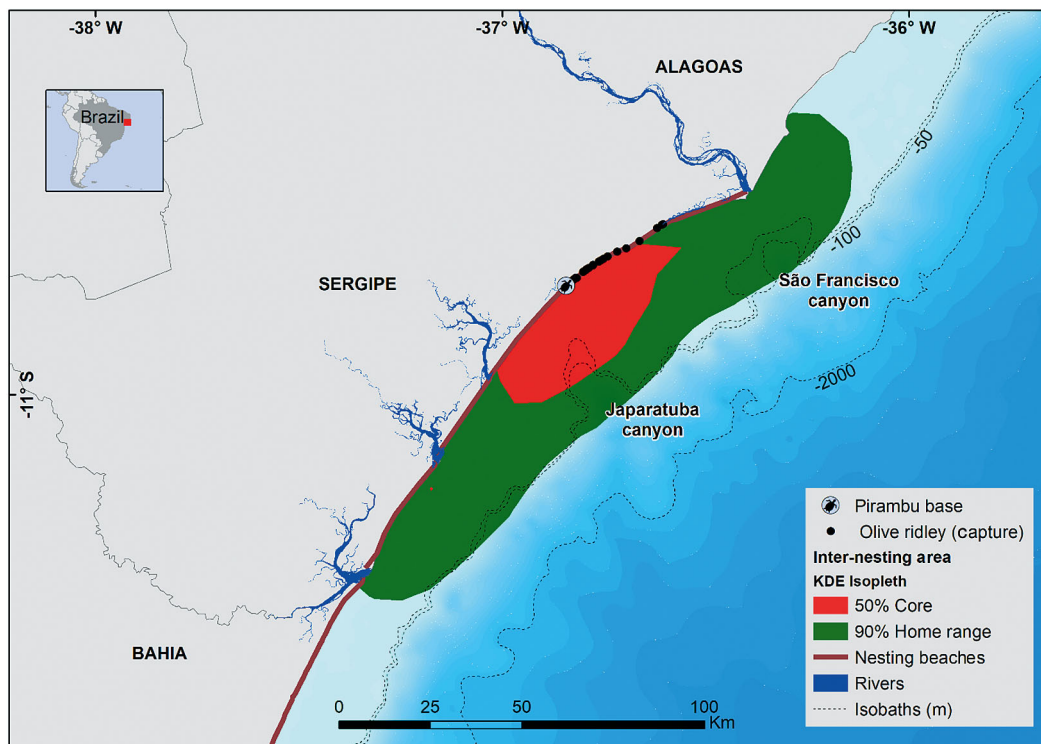 -38° W
-37° W
-36° W
ALAGOAS
Brazil
-50
-100
SERGIPE
São Francisco
canyon
-2000
-11° S
Japaratuba
canyon
BAHIA
Pirambu base
Olive ridley (capture)
Inter-nesting area
KDE Isopleth
50% Core
90% Home range
Nesting beaches
Rivers
Isobaths (m)
0 25 50 100
Km